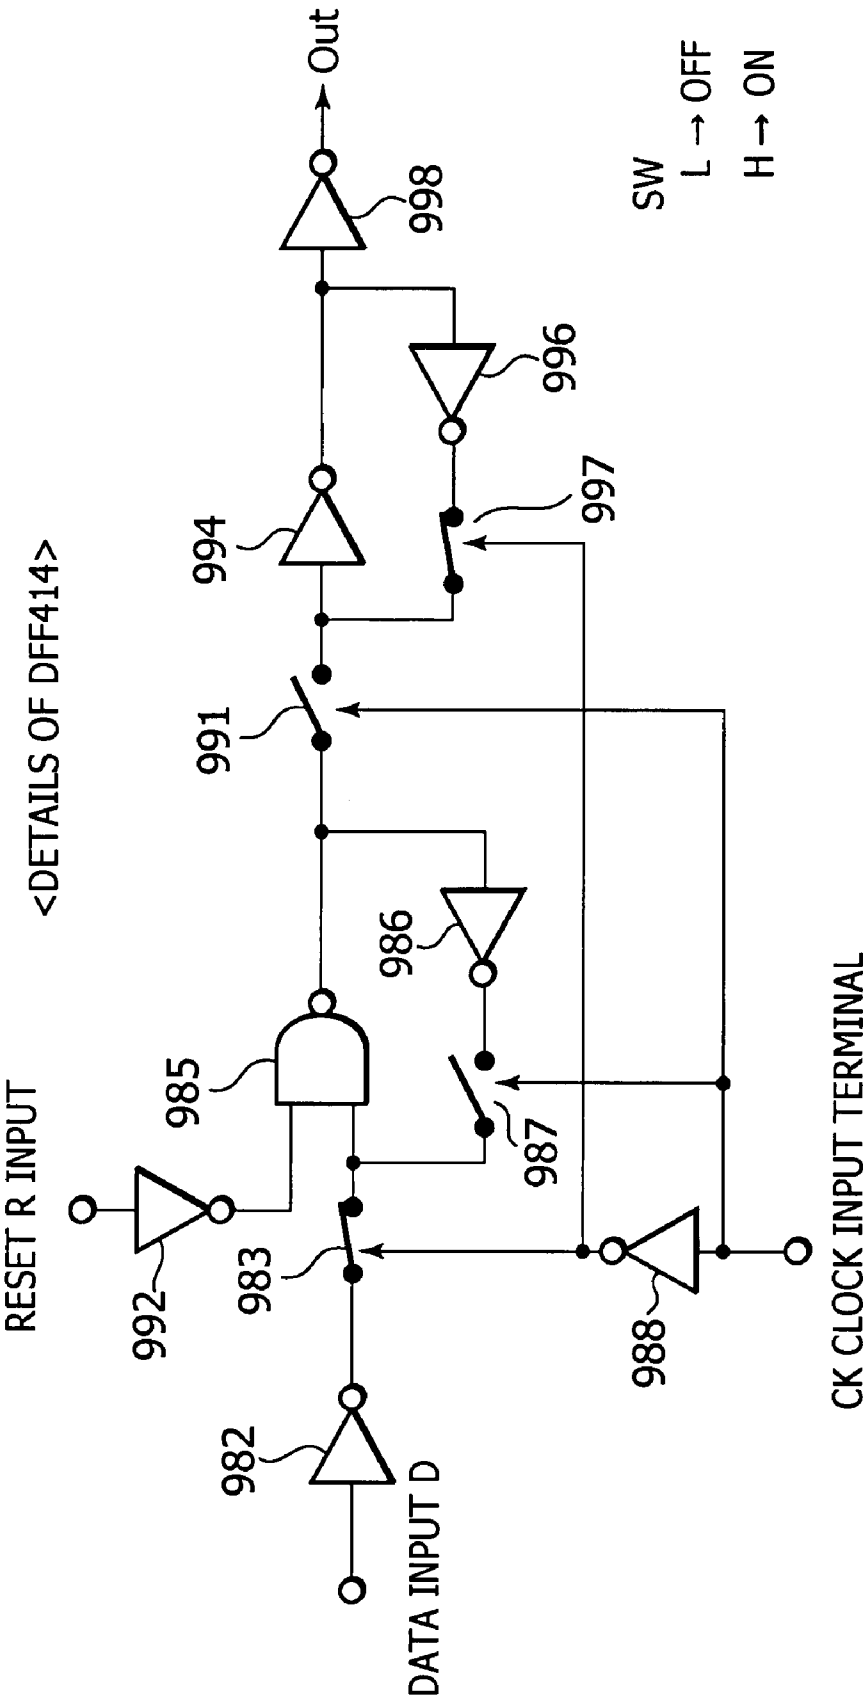 <DETAILS OF DFF414>
RESET R INPUT
992
985
982
983
DATA INPUT D
986
987
988
CK CLOCK INPUT TERMINAL
991
994
997
996
998
Out
SW
L → OFF
H → ON